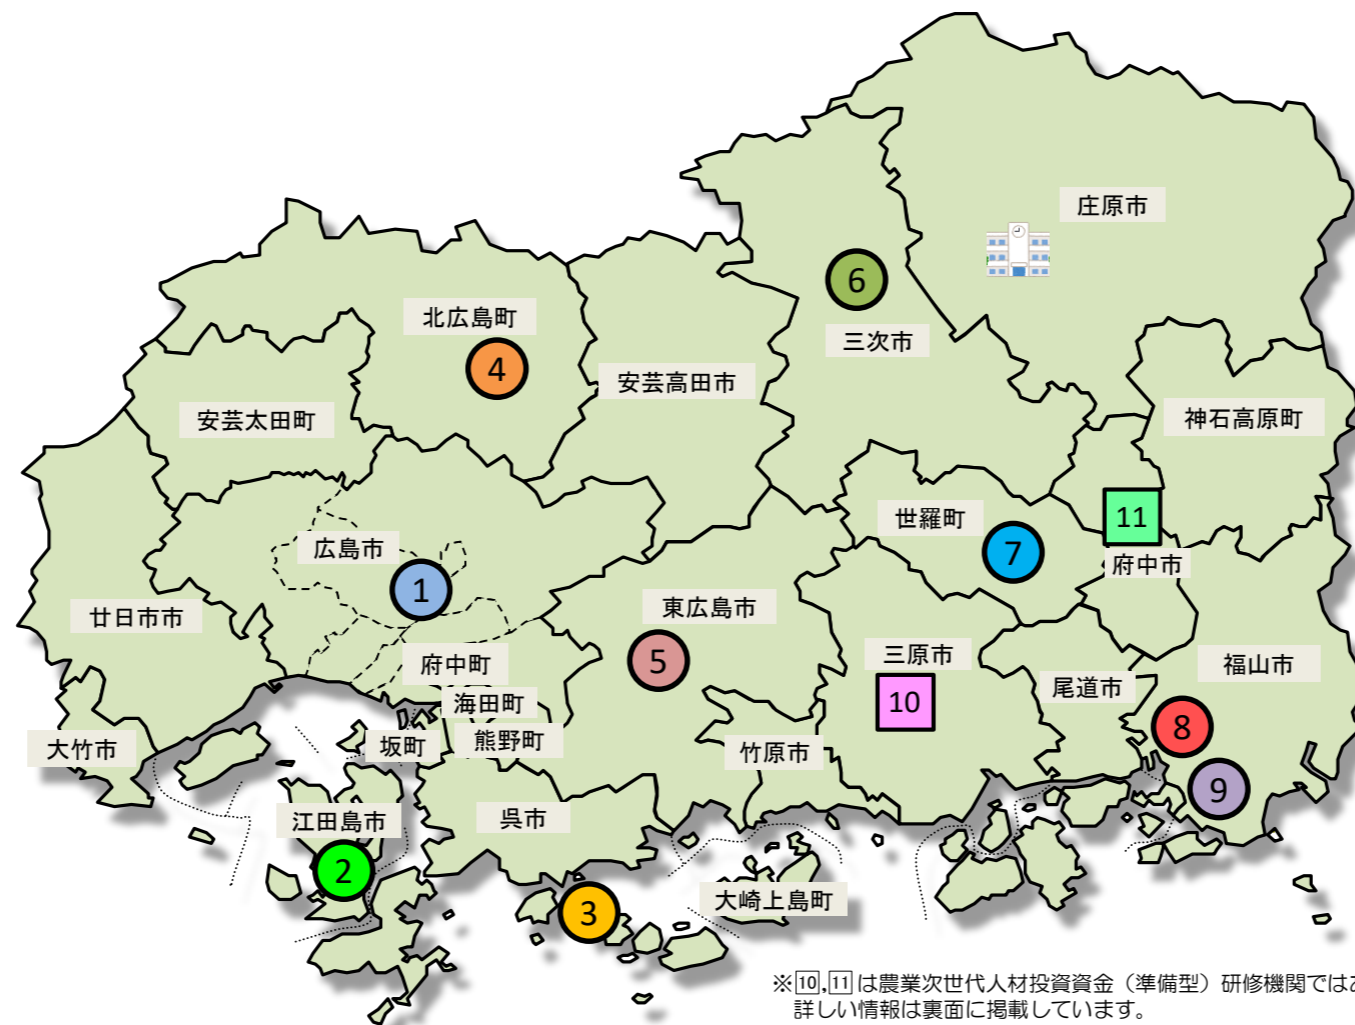 庄原市
6
北広島町
三次市
4
安芸高田市
安芸太田町
神石高原町
世羅町
11
広島市
7
府中市
1
廿日市市
東広島市
府中町
5
三原市
福山市
尾道市
海田町
10
8
大竹市
坂町
熊野町
竹原市
9
江田島市
呉市
2
大崎上島町
3
※10,11は農業次世代人材投資資金（準備型）研修機関ではあ
詳しい情報は裏面に掲載しています。